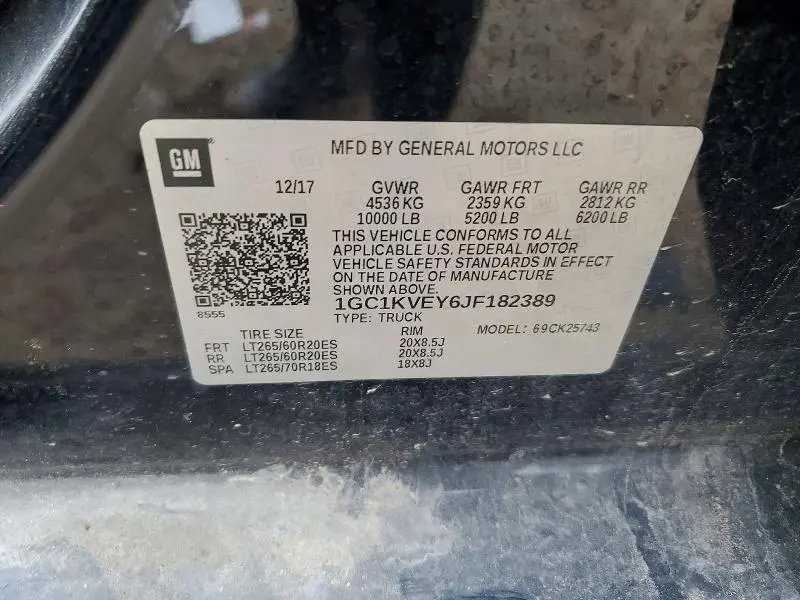 GM
MFD BY GENERAL MOTORS LLC
12/17 GVWR GAWR FRT GAWR RR
4536 KG 2359 KG 2812 KG
10000 LB 5200 LB 6200 LB
THIS VEHICLE CONFORMS TO ALL
APPLICABLE U.S. FEDERAL MOTOR
VEHICLE SAFETY STANDARDS IN EFFECT
ON THE DATE OF MANUFACTURE
SHOWN ABOVE.
8555
1GC1KVEY6JF182389
TYPE: TRUCK MODEL: 69CK25743
TIRE SIZE RIM
FRT LT265/60R20ES 20X8.5J
RR LT265/60R20ES 20X8.5J
SPA LT265/70R18ES 18X8J